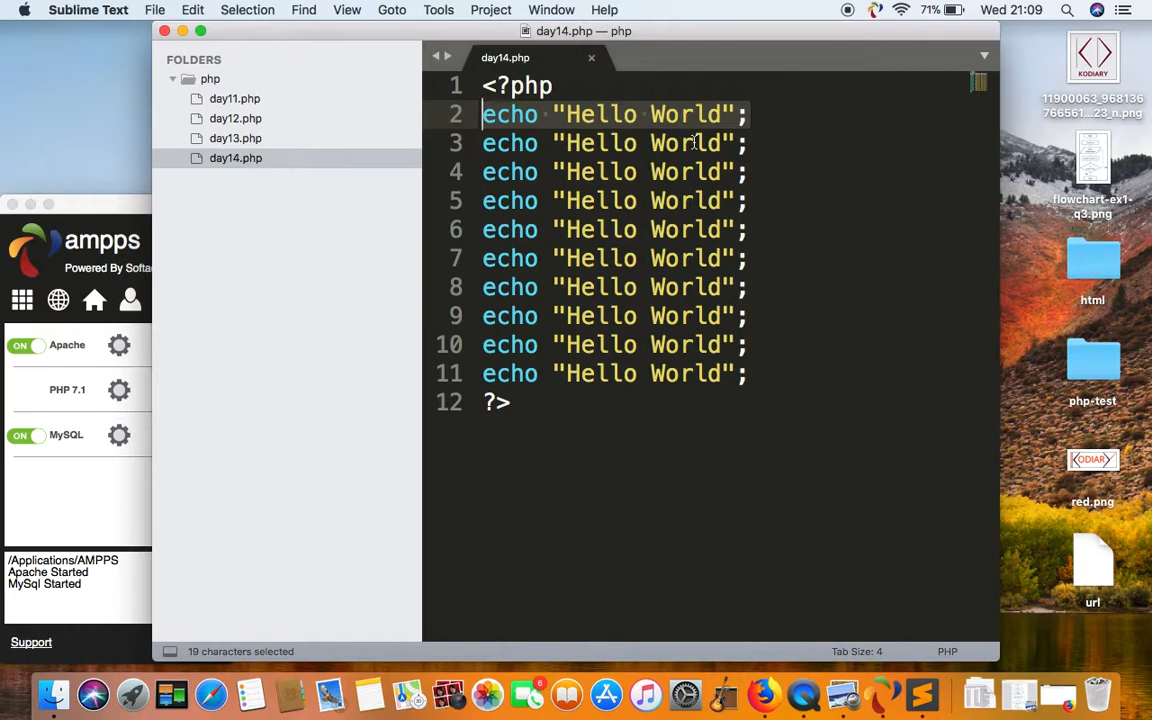 Sublime Text File Edit Selection Find View Goto Tools Project Window Help 71% Wed 21:09
day14.php — php
FOLDERS
php
day11.php
day12.php
day13.php
day14.php
day14.php
1 <?php
2 echo "Hello World";
3 echo "Hello World";
4 echo "Hello World";
5 echo "Hello World";
6 echo "Hello World";
7 echo "Hello World";
8 echo "Hello World";
9 echo "Hello World";
10 echo "Hello World";
11 echo "Hello World";
12 ?>
19 characters selected Tab Size: 4 PHP
ampps
Powered By Softa
ON Apache
PHP 7.1
ON MySQL
/Applications/AMPPS
Apache Started
MySql Started
Support
KODIARY
11900063_968136
766561...23_n.png
flowchart-ex1-
q3.png
html
php-test
KODIARY
red.png
url
6